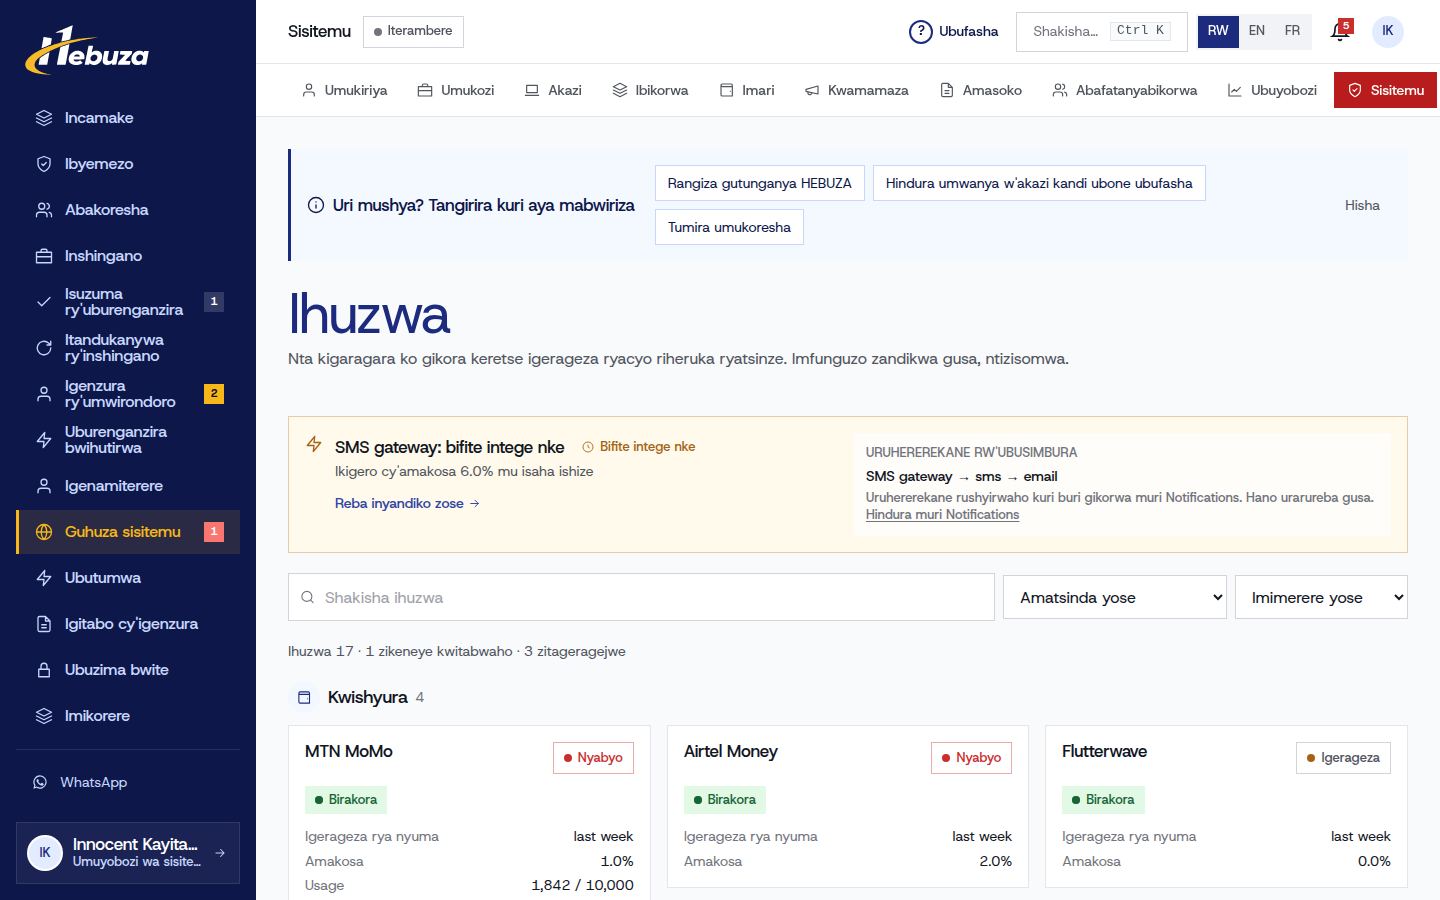 Hebuza
Incamake
Ibyemezo
Abakoresha
Inshingano
Isuzuma
ry'uburenganzira
1
Itandukanywa
ry'inshingano
Igenzura
ry'umwirondoro
2
Uburenganzira
bwihutirwa
Igenamiterere
Guhuza sisitemu
1
Ubutumwa
Igitabo cy'igenzura
Ubuzima bwite
Imikorere
WhatsApp
IK
Innocent Kayita...
Umuyobozi wa sisite...
Sisitemu
Iterambere
? Ubufasha
Shakisha... Ctrl K
RW EN FR
5
IK
Umukiriya Umukozi Akazi Ibikorwa Imari Kwamamaza Amasoko Abafatanyabikorwa Ubuyobozi Sisitemu
Uri mushya? Tangirira kuri aya mabwiriza
Rangiza gutunganya HEBUZA
Hindura umwanya w'akazi kandi ubone ubufasha
Tumira umukoresha
Hisha
Ihuzwa
Nta kigaragara ko gikora keretse igerageza ryacyo riheruka ryatsinze. Imfunguzo zandikwa gusa, ntizisomwa.
SMS gateway: bifite intege nke
Bifite intege nke
Ikigero cy'amakosa 6.0% mu isaha ishize
Reba inyandiko zose →
URUHEREREKANE RW'UBUSIMBURA
SMS gateway → sms → email
Uruhererekane rushyirwaho kuri buri gikorwa muri Notifications. Hano urarureba gusa.
Hindura muri Notifications
Shakisha ihuzwa
Amatsinda yose
Imimerere yose
Ihuzwa 17 · 1 zikeneye kwitabwaho · 3 zitageragejwe
Kwishyura 4
MTN MoMo
Nyabyo
Birakora
Igerageza rya nyuma last week
Amakosa 1.0%
Usage 1,842 / 10,000
Airtel Money
Nyabyo
Birakora
Igerageza rya nyuma last week
Amakosa 2.0%
Flutterwave
Igerageza
Birakora
Igerageza rya nyuma last week
Amakosa 0.0%